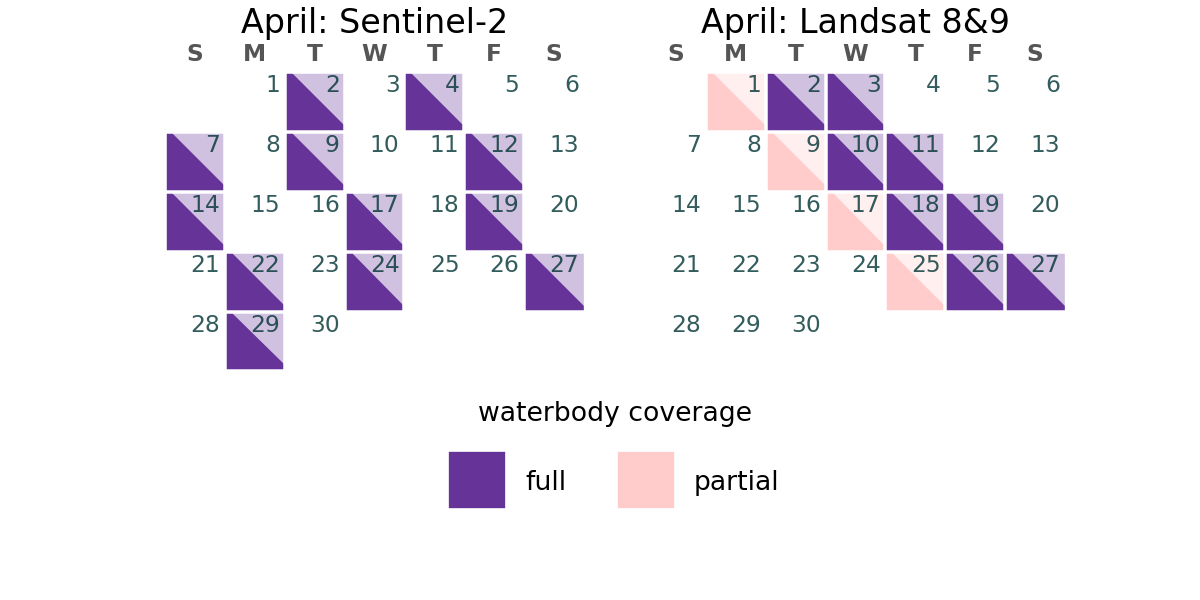 April: Sentinel-2
S M T W T F S
1 2 3 4 5 6
7 8 9 10 11 12 13
14 15 16 17 18 19 20
21 22 23 24 25 26 27
28 29 30
April: Landsat 8&9
S M T W T F S
1 2 3 4 5 6
7 8 9 10 11 12 13
14 15 16 17 18 19 20
21 22 23 24 25 26 27
28 29 30
waterbody coverage
full
partial